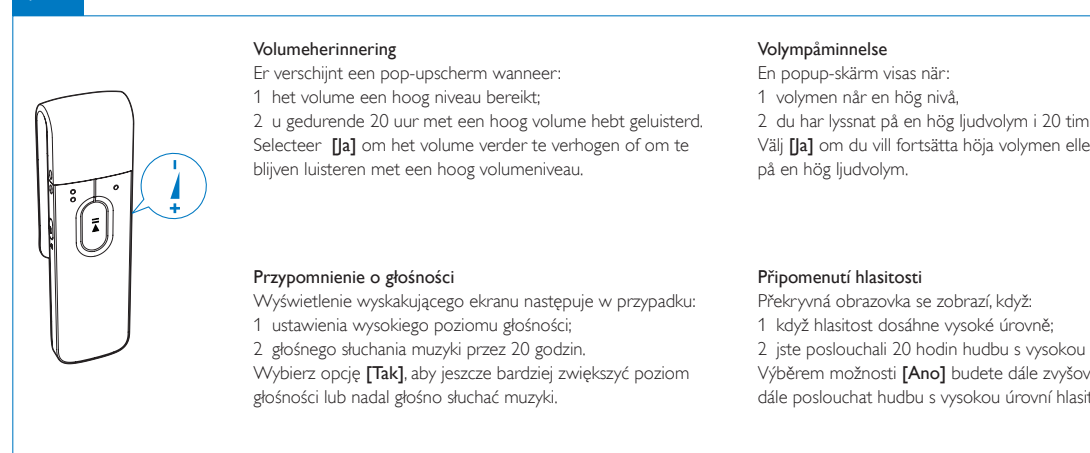 Volumeherinnering
Er verschijnt een pop-upscherm wanneer:
1 het volume een hoog niveau bereikt;
2 u gedurende 20 uur met een hoog volume hebt geluisterd.
Selecteer [Ja] om het volume verder te verhogen of om te
blijven luisteren met een hoog volumeniveau.
Volympåminnelse
En popup-skärm visas när:
1 volymen når en hög nivå,
2 du har lyssnat på en hög ljudvolym i 20 tim
Välj [Ja] om du vill fortsätta höja volymen elle
på en hög ljudvolym.
- +
Przypomnienie o głośności
Wyświetlenie wyskakującego ekranu następuje w przypadku:
1 ustawienia wysokiego poziomu głośności;
2 głośnego słuchania muzyki przez 20 godzin.
Wybierz opcję [Tak], aby jeszcze bardziej zwiększyć poziom
głośności lub nadal głośno słuchać muzyki.
Připomenutí hlasitosti
Překryvná obrazovka se zobrazí, když:
1 když hlasitost dosáhne vysoké úrovně;
2 jste poslouchali 20 hodin hudbu s vysokou
Výběrem možnosti [Ano] budete dále zvyšov
dále poslouchat hudbu s vysokou úrovní hlasit